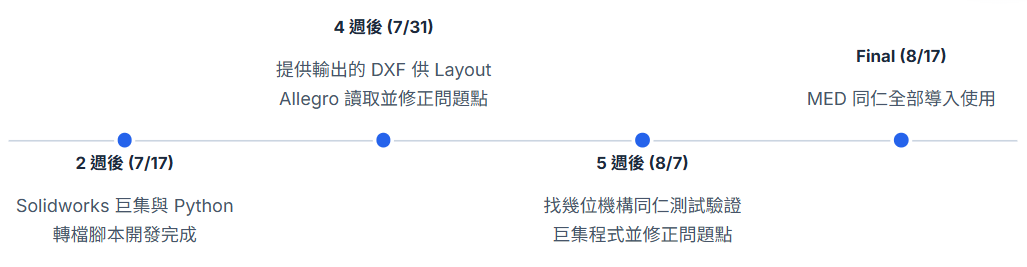 2 週後 (7/17)
Solidworks 巨集與 Python
轉檔腳本開發完成
4 週後 (7/31)
提供輸出的 DXF 供 Layout
Allegro 讀取並修正問題點
5 週後 (8/7)
找幾位機構同仁測試驗證
巨集程式並修正問題點
Final (8/17)
MED 同仁全部導入使用